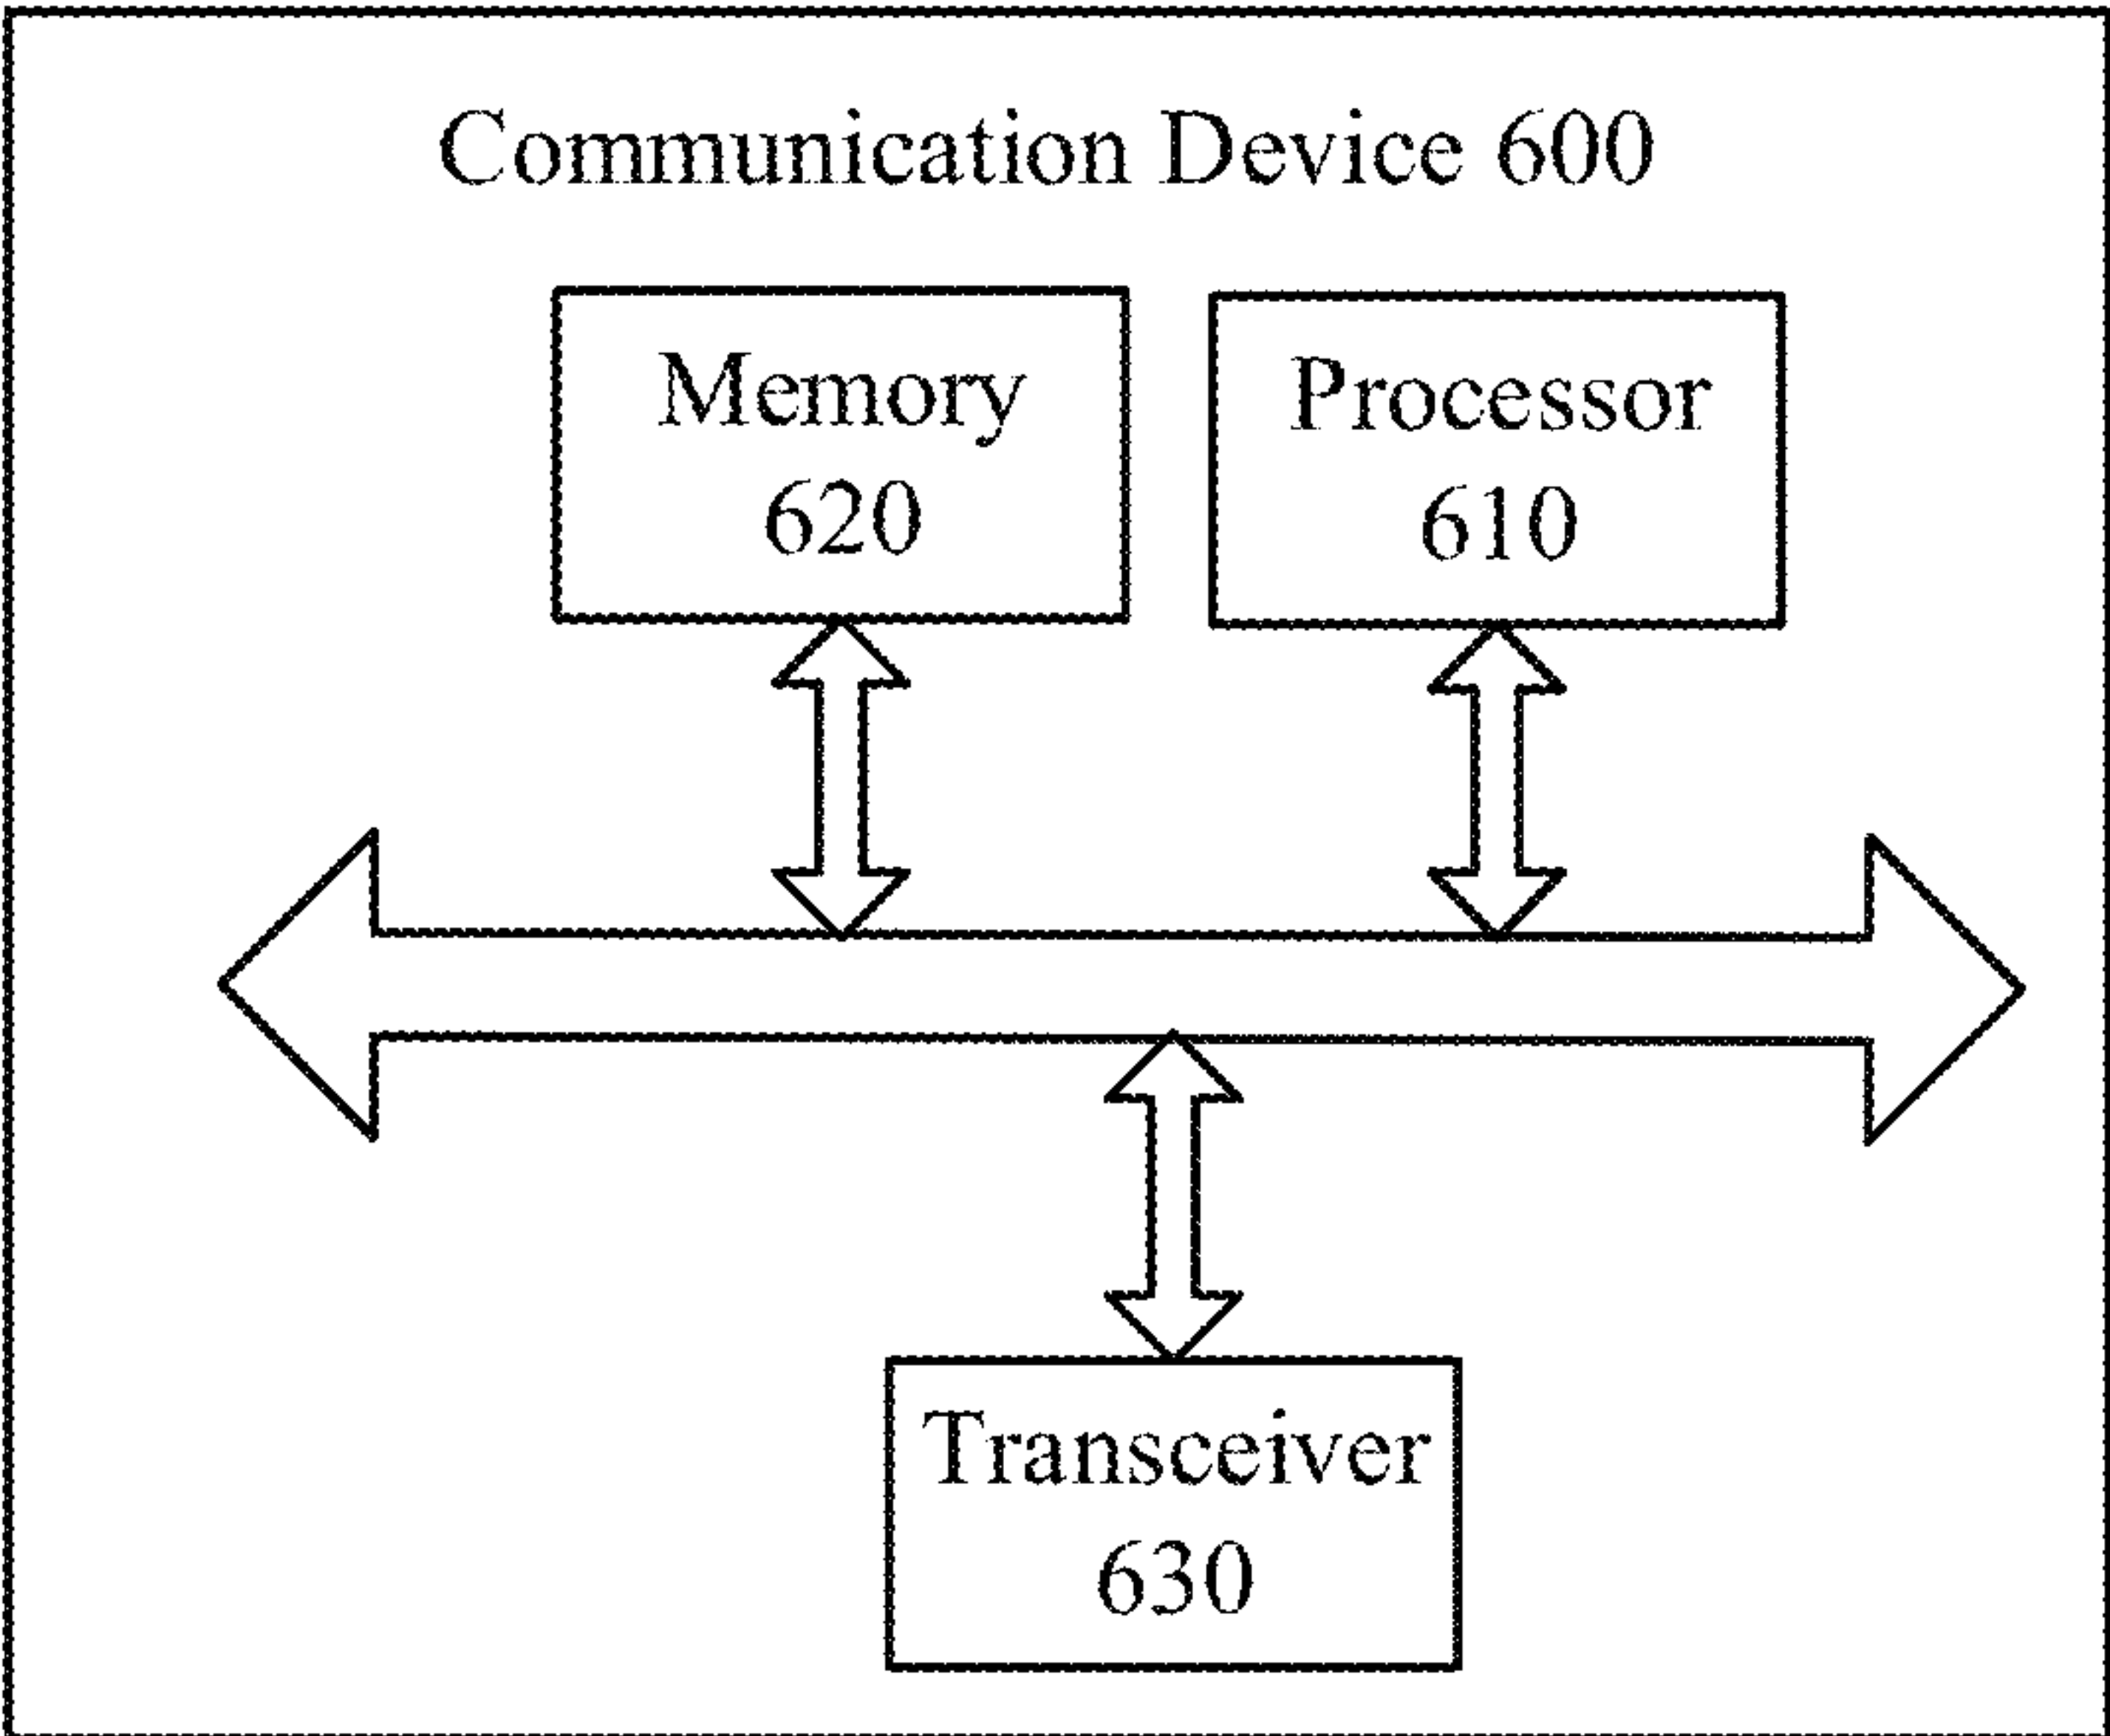 Communication Device 600
Memory
620
Processor
610
Transceiver
630